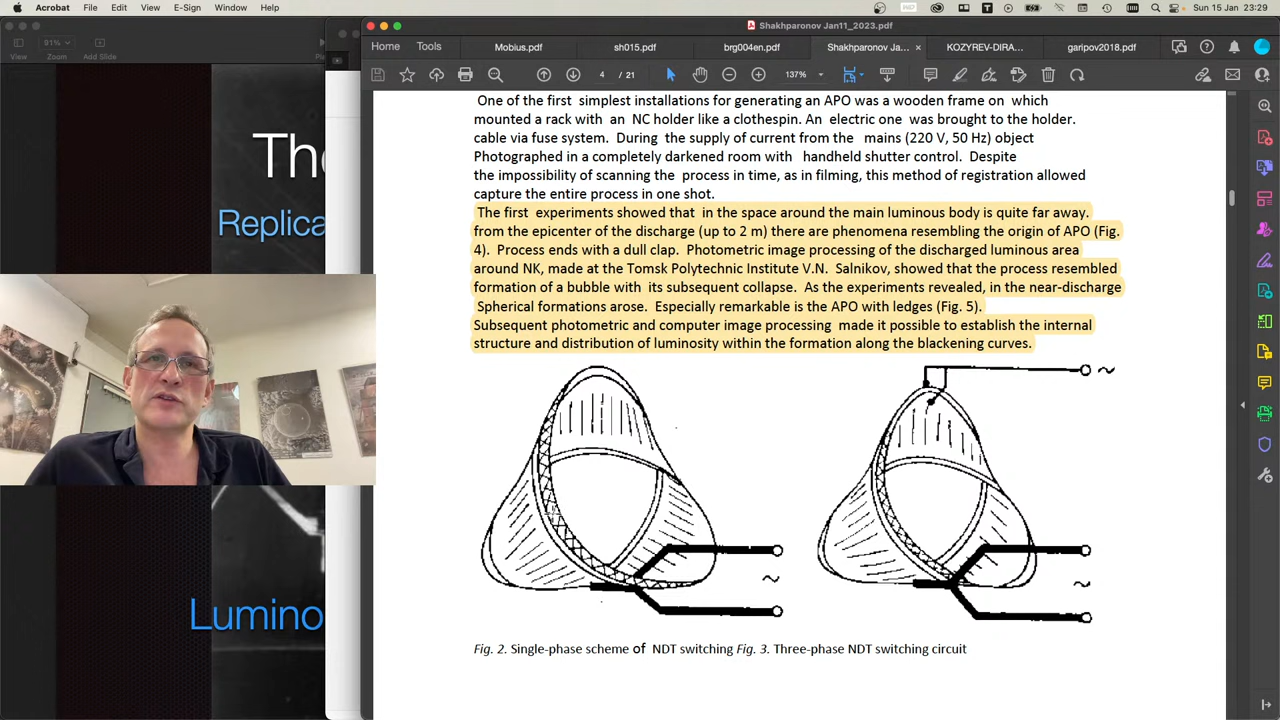 Acrobat File Edit View E-Sign Window Help Sun 15 Jan 23:29
Shakhparonov Jan11_2023.pdf
91%
View Zoom Add Slide
Home Tools Mobius.pdf sh015.pdf brg004en.pdf Shakhparonov Ja... × KOZYREV-DIRA... garipov2018.pdf
4 / 21 137%
The
Replica
Lumino
One of the first simplest installations for generating an APO was a wooden frame on which
mounted a rack with an NC holder like a clothespin. An electric one was brought to the holder.
cable via fuse system. During the supply of current from the mains (220 V, 50 Hz) object
Photographed in a completely darkened room with handheld shutter control. Despite
the impossibility of scanning the process in time, as in filming, this method of registration allowed
capture the entire process in one shot.
The first experiments showed that in the space around the main luminous body is quite far away.
from the epicenter of the discharge (up to 2 m) there are phenomena resembling the origin of APO (Fig.
4). Process ends with a dull clap. Photometric image processing of the discharged luminous area
around NK, made at the Tomsk Polytechnic Institute V.N. Salnikov, showed that the process resembled
formation of a bubble with its subsequent collapse. As the experiments revealed, in the near-discharge
Spherical formations arose. Especially remarkable is the APO with ledges (Fig. 5).
Subsequent photometric and computer image processing made it possible to establish the internal
structure and distribution of luminosity within the formation along the blackening curves.
~ ~ ~
Fig. 2. Single-phase scheme of NDT switching Fig. 3. Three-phase NDT switching circuit